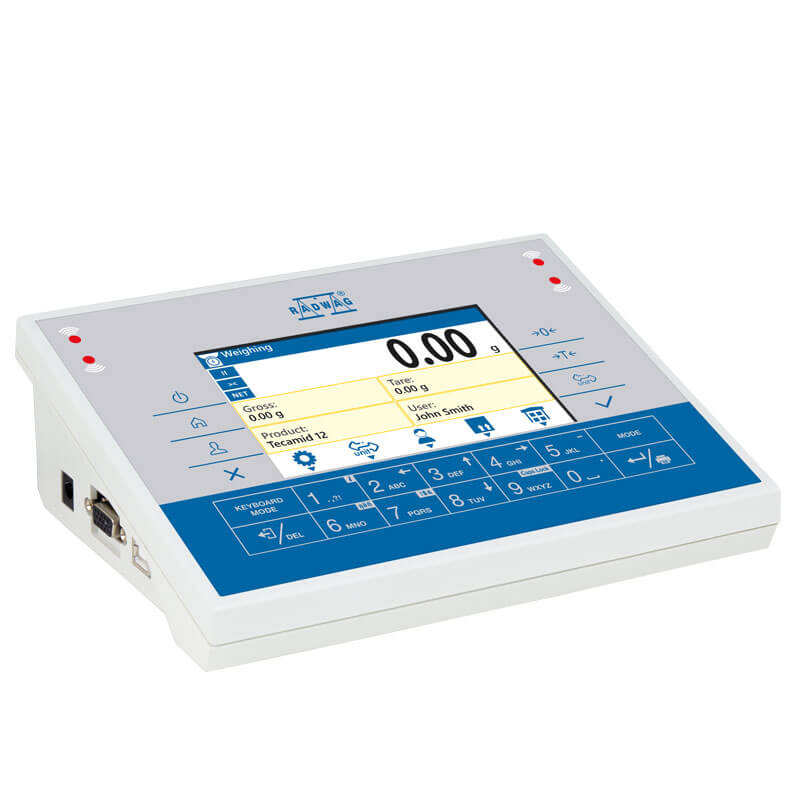 RADWAG®
Weighing
0.00 g
NET
Gross:
0.00 g
Tare:
0.00 g
Product:
Tecamid 12
User:
John Smith
unit
→0←
→T←
unit
KEYBOARD
MODE
1 .,?!
2 ABC
3 DEF
4 GHI
5 JKL
MODE
/DEL
6 MNO
7 PQRS
8 TUV
9 WXYZ
Caps Lock
0